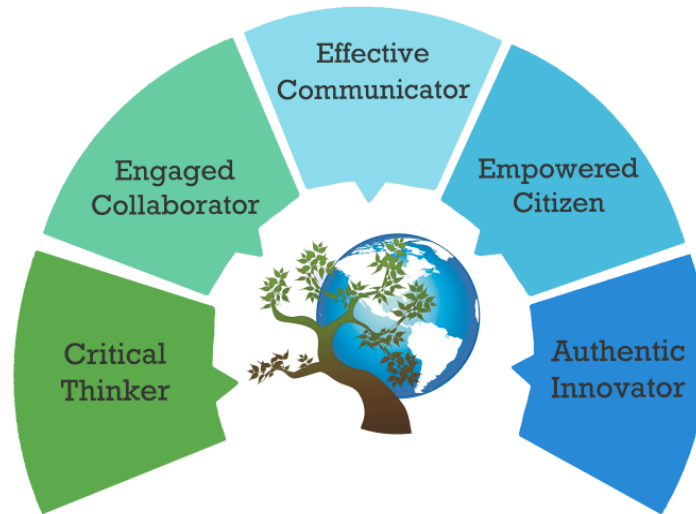 Effective
Communicator
Engaged
Collaborator
Empowered
Citizen
Critical
Thinker
Authentic
Innovator